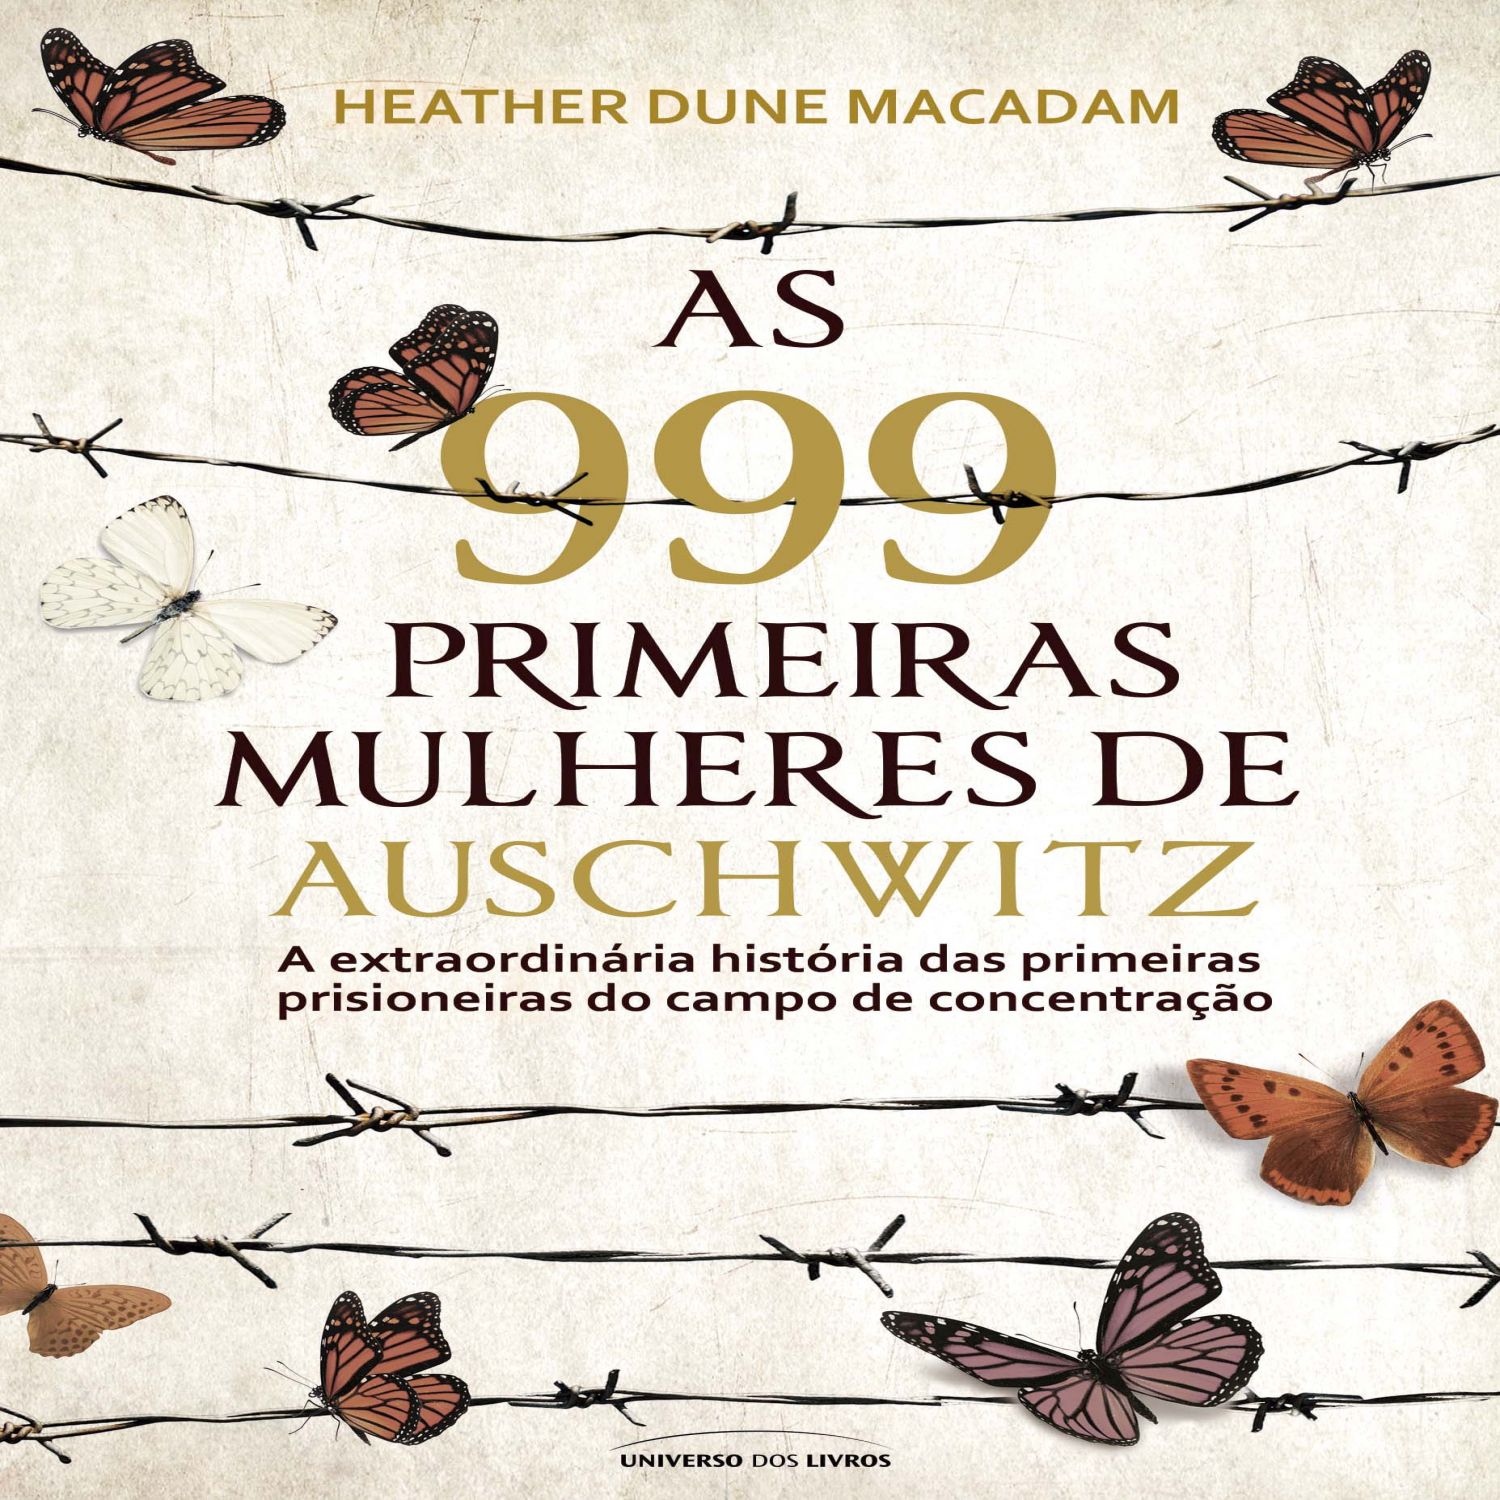 HEATHER DUNE MACADAM
AS
999
PRIMEIRAS
MULHERES DE
AUSCHWITZ
A extraordinária história das primeiras
prisioneiras do campo de concentração
UNIVERSO DOS LIVROS